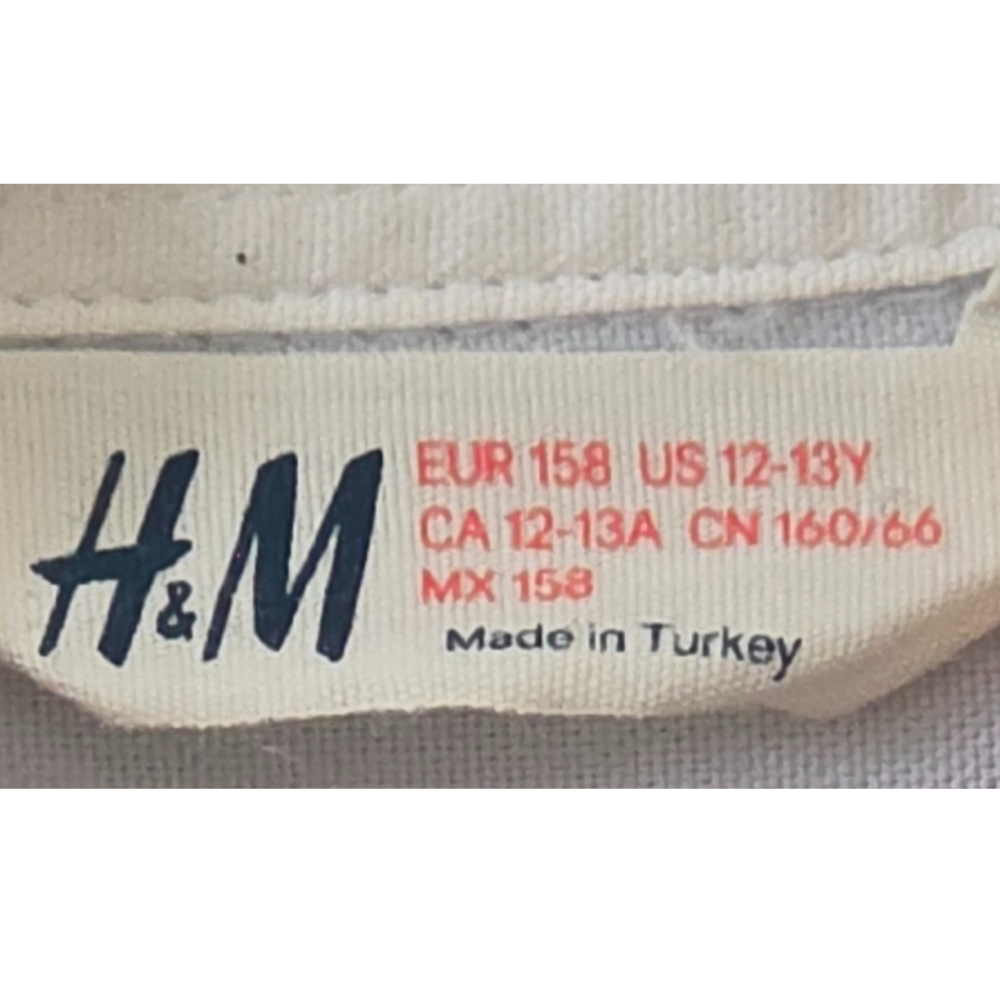 H&M
EUR 158 US 12-13Y
CA 12-13A CN 160/66
MX 158
Made in Turkey